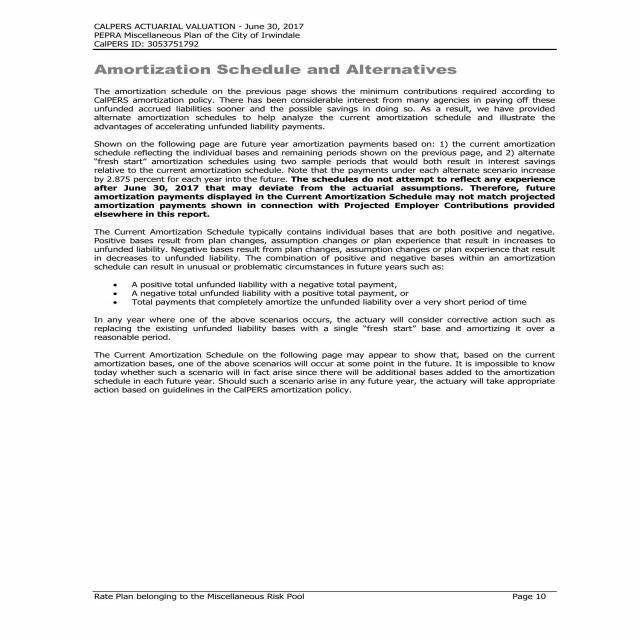 CALPERS ACTUARIAL VALUATION - June 30, 2017
PEPRA Miscellaneous Plan of the City of Irwindale
CalPERS ID: 3053751792
Amortization Schedule and Alternatives
The amortization schedule on the previous page shows the minimum contributions required according to
CalPERS amortization policy. There has been considerable interest from many agencies in paying off these
unfunded accrued liabilities sooner and the possible savings in doing so. As a result, we have provided
alternate amortization schedules to help analyze the current amortization schedule and illustrate the
advantages of accelerating unfunded liability payments.
Shown on the following page are future year amortization payments based on: 1) the current amortization
schedule reflecting the individual bases and remaining periods shown on the previous page, and 2) alternate
“fresh start” amortization schedules using two sample periods that would both result in interest savings
relative to the current amortization schedule. Note that the payments under each alternate scenario increase
by 2.875 percent for each year into the future. The schedules do not attempt to reflect any experience
after June 30, 2017 that may deviate from the actuarial assumptions. Therefore, future
amortization payments displayed in the Current Amortization Schedule may not match projected
amortization payments shown in connection with Projected Employer Contributions provided
elsewhere in this report.
The Current Amortization Schedule typically contains individual bases that are both positive and negative.
Positive bases result from plan changes, assumption changes or plan experience that result in increases to
unfunded liability. Negative bases result from plan changes, assumption changes or plan experience that result
in decreases to unfunded liability. The combination of positive and negative bases within an amortization
schedule can result in unusual or problematic circumstances in future years such as:
• A positive total unfunded liability with a negative total payment,
• A negative total unfunded liability with a positive total payment, or
• Total payments that completely amortize the unfunded liability over a very short period of time
In any year where one of the above scenarios occurs, the actuary will consider corrective action such as
replacing the existing unfunded liability bases with a single “fresh start” base and amortizing it over a
reasonable period.
The Current Amortization Schedule on the following page may appear to show that, based on the current
amortization bases, one of the above scenarios will occur at some point in the future. It is impossible to know
today whether such a scenario will in fact arise since there will be additional bases added to the amortization
schedule in each future year. Should such a scenario arise in any future year, the actuary will take appropriate
action based on guidelines in the CalPERS amortization policy.
Rate Plan belonging to the Miscellaneous Risk Pool Page 10